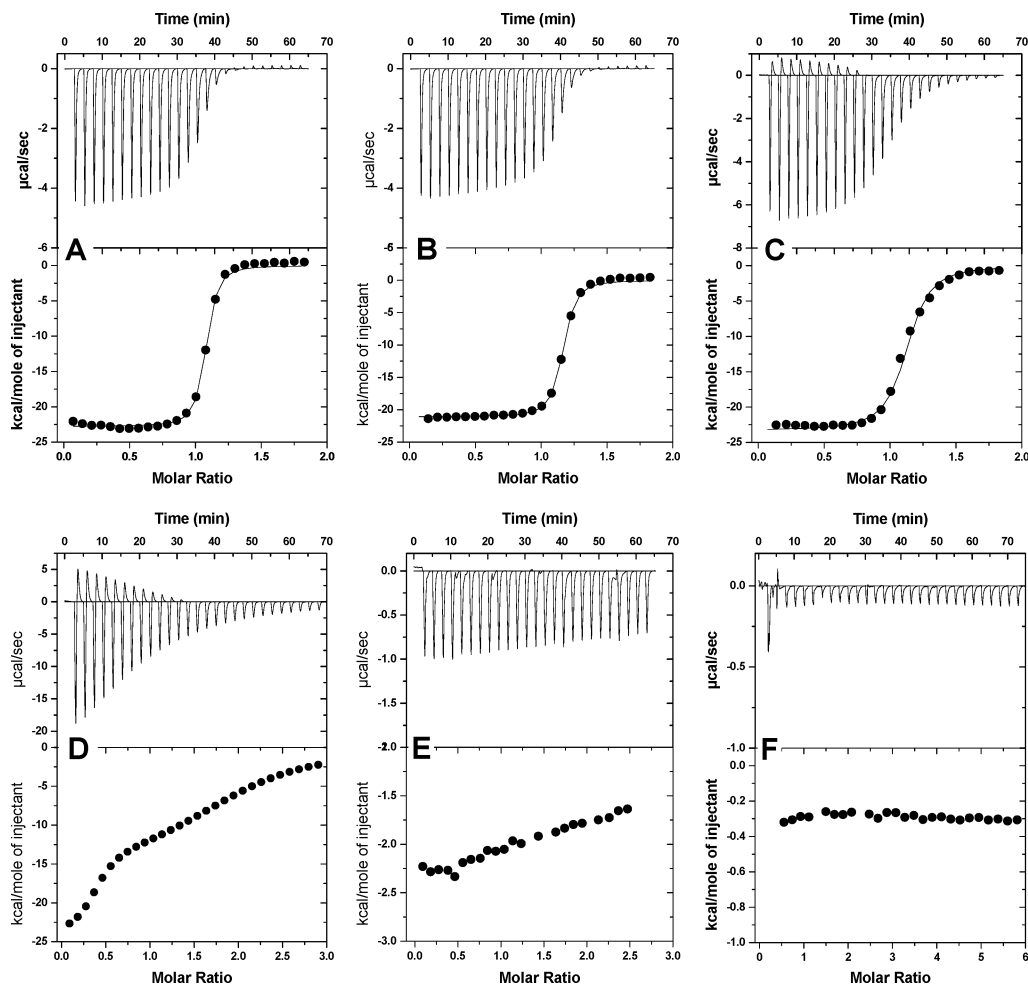 Time (min) Time (min) Time (min)
0 10 20 30 40 50 60 70 0 10 20 30 40 50 60 70 0 10 20 30 40 50 60 70
0 -2 -4 -6
µcal/sec
0 -2 -4 -6
µcal/sec
0 -2 -4 -6 -8
µcal/sec
A B C
0 -5 -10 -15 -20 -25
kcal/mole of injectant
0 -5 -10 -15 -20 -25
kcal/mole of injectant
0 -5 -10 -15 -20 -25
kcal/mole of injectant
0.0 0.5 1.0 1.5 2.0 0.0 0.5 1.0 1.5 2.0 0.0 0.5 1.0 1.5 2.0
Molar Ratio Molar Ratio Molar Ratio
Time (min) Time (min) Time (min)
0 10 20 30 40 50 60 70 0 10 20 30 40 50 60 70 0 10 20 30 40 50 60 70
5 0 -5 -10 -15 -20
µcal/sec
0.0 -0.5 -1.0 -1.5
µcal/sec
0.0 -0.5 -1.0
µcal/sec
D E F
0 -5 -10 -15 -20 -25
kcal/mole of injectant
-1.5 -2.0 -2.5 -3.0
kcal/mole of injectant
0.0 -0.2 -0.4 -0.6 -0.8 -1.0
kcal/mole of injectant
0.0 0.5 1.0 1.5 2.0 2.5 3.0 0.0 0.5 1.0 1.5 2.0 2.5 3.0 0 1 2 3 4 5 6
Molar Ratio Molar Ratio Molar Ratio